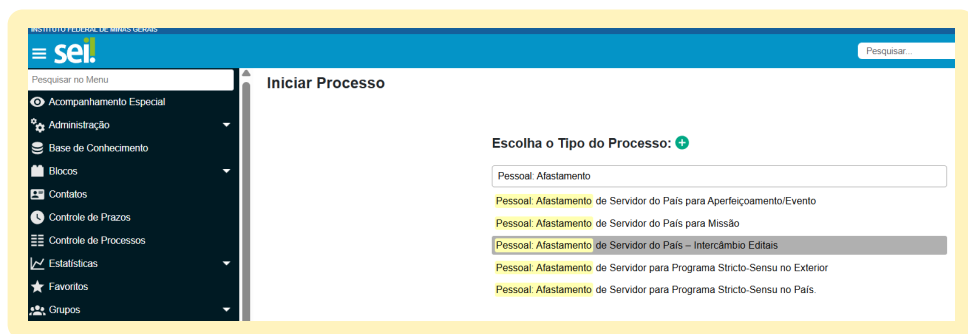 INSTITUTO FEDERAL DE MINAS GERAIS
sei!
Pesquisar...
Pesquisar no Menu
Acompanhamento Especial
Administração
Base de Conhecimento
Blocos
Contatos
Controle de Prazos
Controle de Processos
Estatísticas
Favoritos
Grupos
Iniciar Processo
Escolha o Tipo do Processo:
Pessoal: Afastamento
Pessoal: Afastamento de Servidor do País para Aperfeiçoamento/Evento
Pessoal: Afastamento de Servidor do País para Missão
Pessoal: Afastamento de Servidor do País – Intercâmbio Editais
Pessoal: Afastamento de Servidor para Programa Stricto-Sensu no Exterior
Pessoal: Afastamento de Servidor para Programa Stricto-Sensu no País.